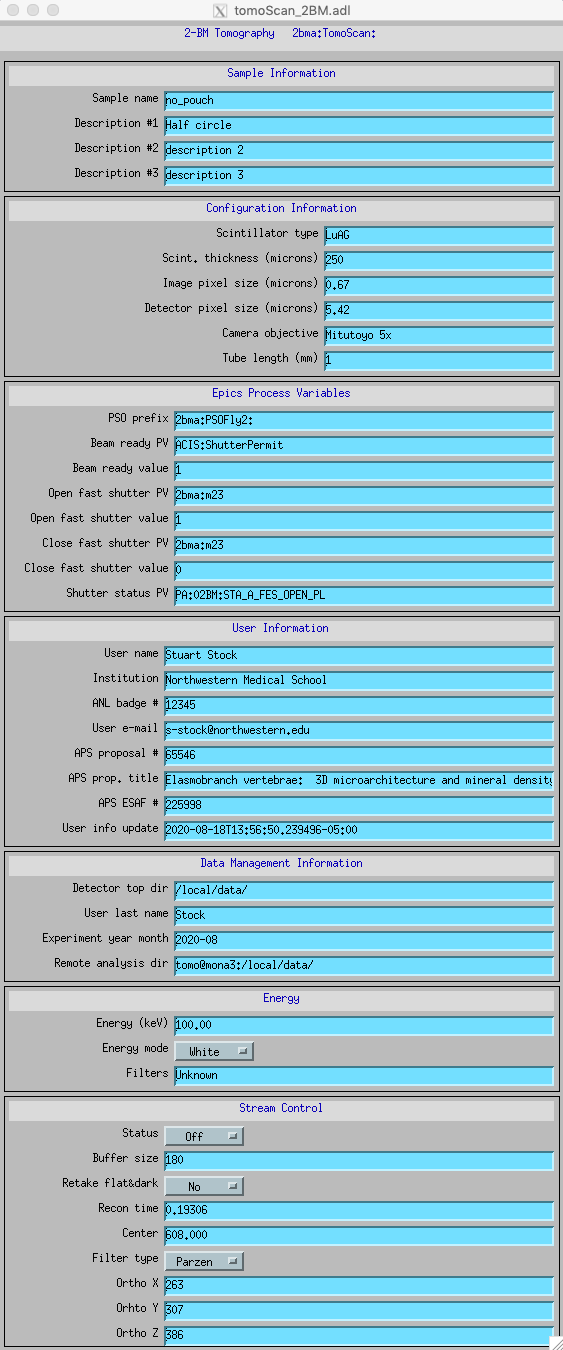 tomoScan_2BM.adl
2-BM Tomography 2bma:TomoScan:
Sample Information
Sample name no_pouch
Description #1 Half circle
Description #2 description 2
Description #3 description 3
Configuration Information
Scintillator type LuAG
Scint. thickness (microns) 250
Image pixel size (microns) 0.67
Detector pixel size (microns) 5.42
Camera objective Mitutoyo 5x
Tube length (mm) 1
Epics Process Variables
PSO prefix 2bma:PSOFly2:
Beam ready PV ACIS:ShutterPermit
Beam ready value 1
Open fast shutter PV 2bma:m23
Open fast shutter value 1
Close fast shutter PV 2bma:m23
Close fast shutter value 0
Shutter status PV PA:02BM:STA_A_FES_OPEN_PL
User Information
User name Stuart Stock
Institution Northwestern Medical School
ANL badge # 12345
User e-mail s-stock@northwestern.edu
APS proposal # 65546
APS prop. title Elasmobranch vertebrae: 3D microarchitecture and mineral density
APS ESAF # 225998
User info update 2020-08-18T13:56:50.239496-05:00
Data Management Information
Detector top dir /local/data/
User last name Stock
Experiment year month 2020-08
Remote analysis dir tomo@mona3:/local/data/
Energy
Energy (keV) 100.00
Energy mode White
Filters Unknown
Stream Control
Status Off
Buffer size 180
Retake flat&dark No
Recon time 0.19306
Center 608.000
Filter type Parzen
Ortho X 263
Orhto Y 307
Ortho Z 386